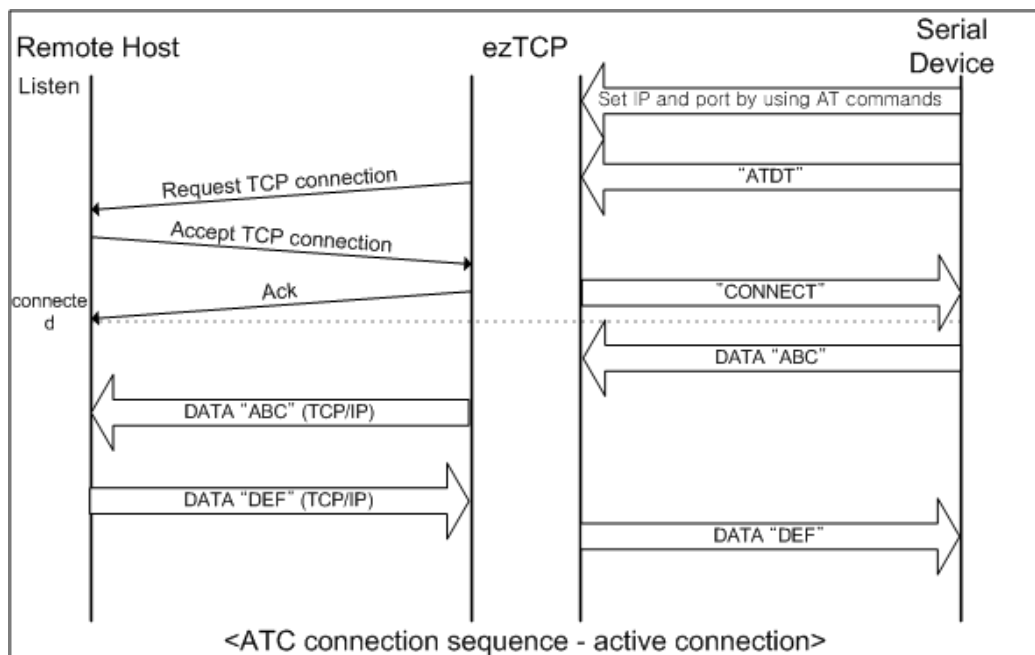 Remote Host
ezTCP
Serial
Device
Listen
Set IP and port by using AT commands
"ATDT"
Request TCP connection
Accept TCP connection
Ack
"CONNECT"
connecte
d
DATA "ABC"
DATA "ABC" (TCP/IP)
DATA "DEF" (TCP/IP)
DATA "DEF"
<ATC connection sequence - active connection>